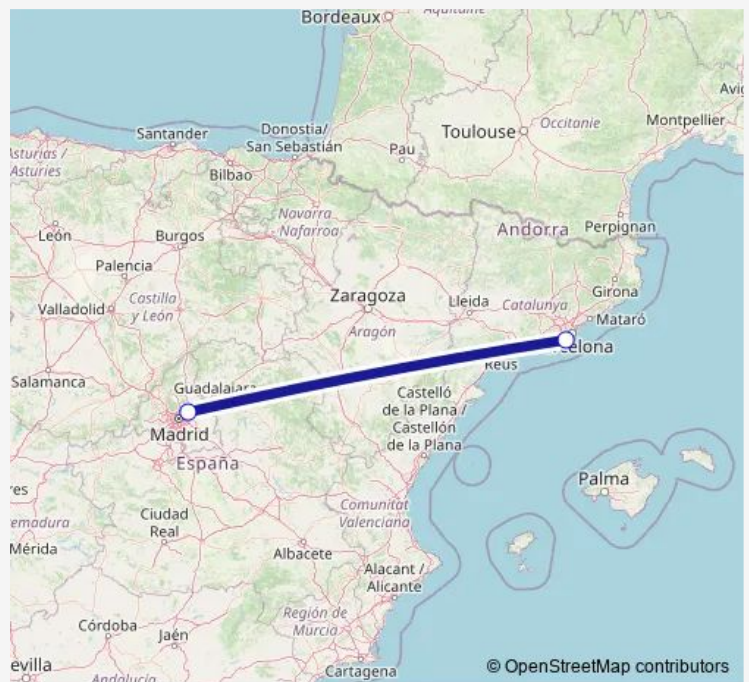 Bordeaux
Aquitaine
Avi
Montpellier
Toulouse
Occitanie
Santander
Donostia/
San Sebastián
Pau
Asturias /
Asturies
Bilbao
Navarra
Nafarroa
Andorra
Perpignan
León
Burgos
Palencia
Girona
Zaragoza
Lleida
Catalunya
Valladolid
Castilla
y León
Mataró
Aragón
celona
Reus
Salamanca
Guadalajara
Castelló
de la Plana /
Castellón
de la Plana
Madrid
España
Palma
res
emadura
Ciudad
Real
Comunitat
Valenciana
Mérida
Albacete
Alacant /
Alicante
Región de
Murcia
Córdoba
Jaén
evilla
Andalucía
Cartagena
© OpenStreetMap contributors